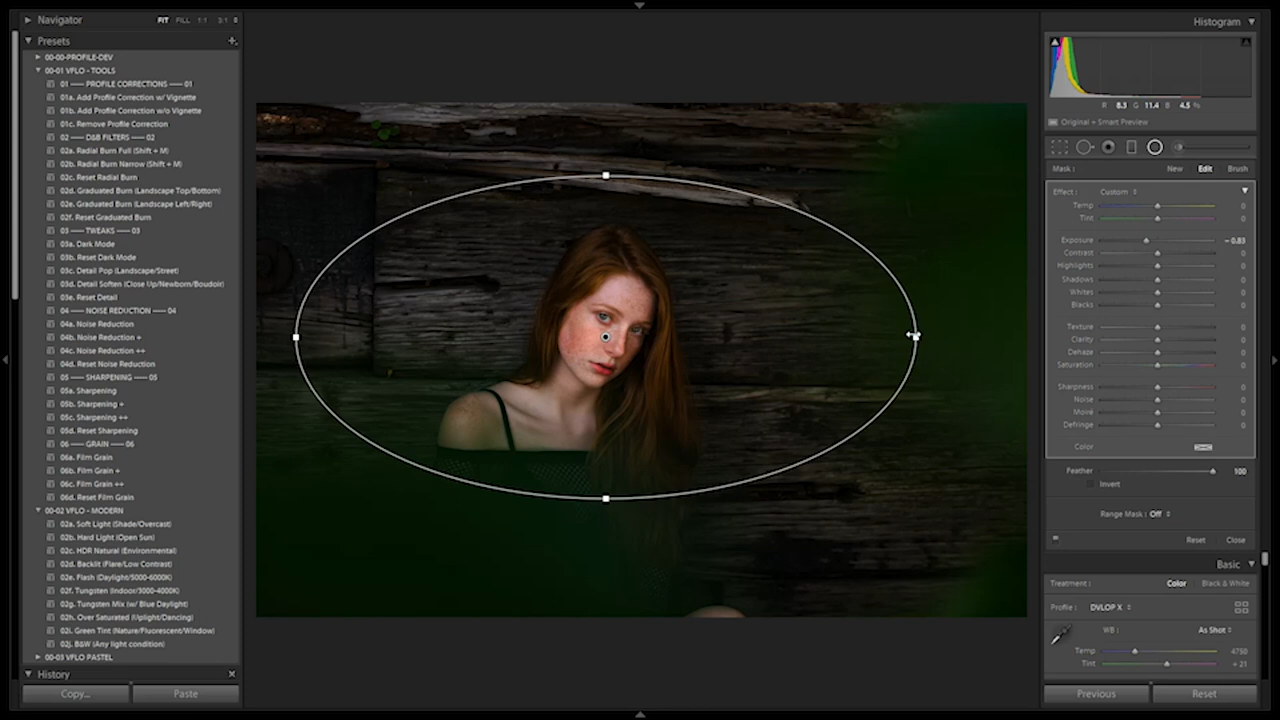 Navigator FIT FILL 1:1 3:1
Presets +
00-00-PROFILE-DEV
00-01 VFLO - TOOLS
01 —— PROFILE CORRECTIONS —— 01
01a. Add Profile Correction w/ Vignette
01b. Add Profile Correction w/o Vignette
01c. Remove Profile Correction
02 —— D&B FILTERS —— 02
02a. Radial Burn Full (Shift + M)
02b. Radial Burn Narrow (Shift + M)
02c. Reset Radial Burn
02d. Graduated Burn (Landscape Top/Bottom)
02e. Graduated Burn (Landscape Left/Right)
02f. Reset Graduated Burn
03 —— TWEAKS —— 03
03a. Dark Mode
03b. Reset Dark Mode
03c. Detail Pop (Landscape/Street)
03d. Detail Soften (Close Up/Newborn/Boudoir)
03e. Reset Detail
04 —— NOISE REDUCTION —— 04
04a. Noise Reduction
04b. Noise Reduction +
04c. Noise Reduction ++
04d. Reset Noise Reduction
05 —— SHARPENING —— 05
05a. Sharpening
05b. Sharpening +
05c. Sharpening ++
05d. Reset Sharpening
06 —— GRAIN —— 06
06a. Film Grain
06b. Film Grain +
06c. Film Grain ++
06d. Reset Film Grain
00-02 VFLO - MODERN
02a. Soft Light (Shade/Overcast)
02b. Hard Light (Open Sun)
02c. HDR Natural (Environmental)
02d. Backlit (Flare/Low Contrast)
02e. Flash (Daylight/5000-6000K)
02f. Tungsten (Indoor/3000-4000K)
02g. Tungsten Mix (w/ Blue Daylight)
02h. Over Saturated (Uplight/Dancing)
02i. Green Tint (Nature/Fluorescent/Window)
02j. B&W (Any light condition)
00-03 VFLO PASTEL
History
Copy... Paste
Histogram
R 8.3 G 11.4 B 4.5 %
Original + Smart Preview
Mask : New Edit Brush
Effect : Custom
Temp 0
Tint 0
Exposure – 0.83
Contrast 0
Highlights 0
Shadows 0
Whites 0
Blacks 0
Texture 0
Clarity 0
Dehaze 0
Saturation 0
Sharpness 0
Noise 0
Moiré 0
Defringe 0
Color
Feather 100
Invert
Range Mask : Off
Reset Close
Basic
Treatment : Color Black & White
Profile : DVLOP X
WB : As Shot
Temp 4750
Tint + 21
Previous Reset